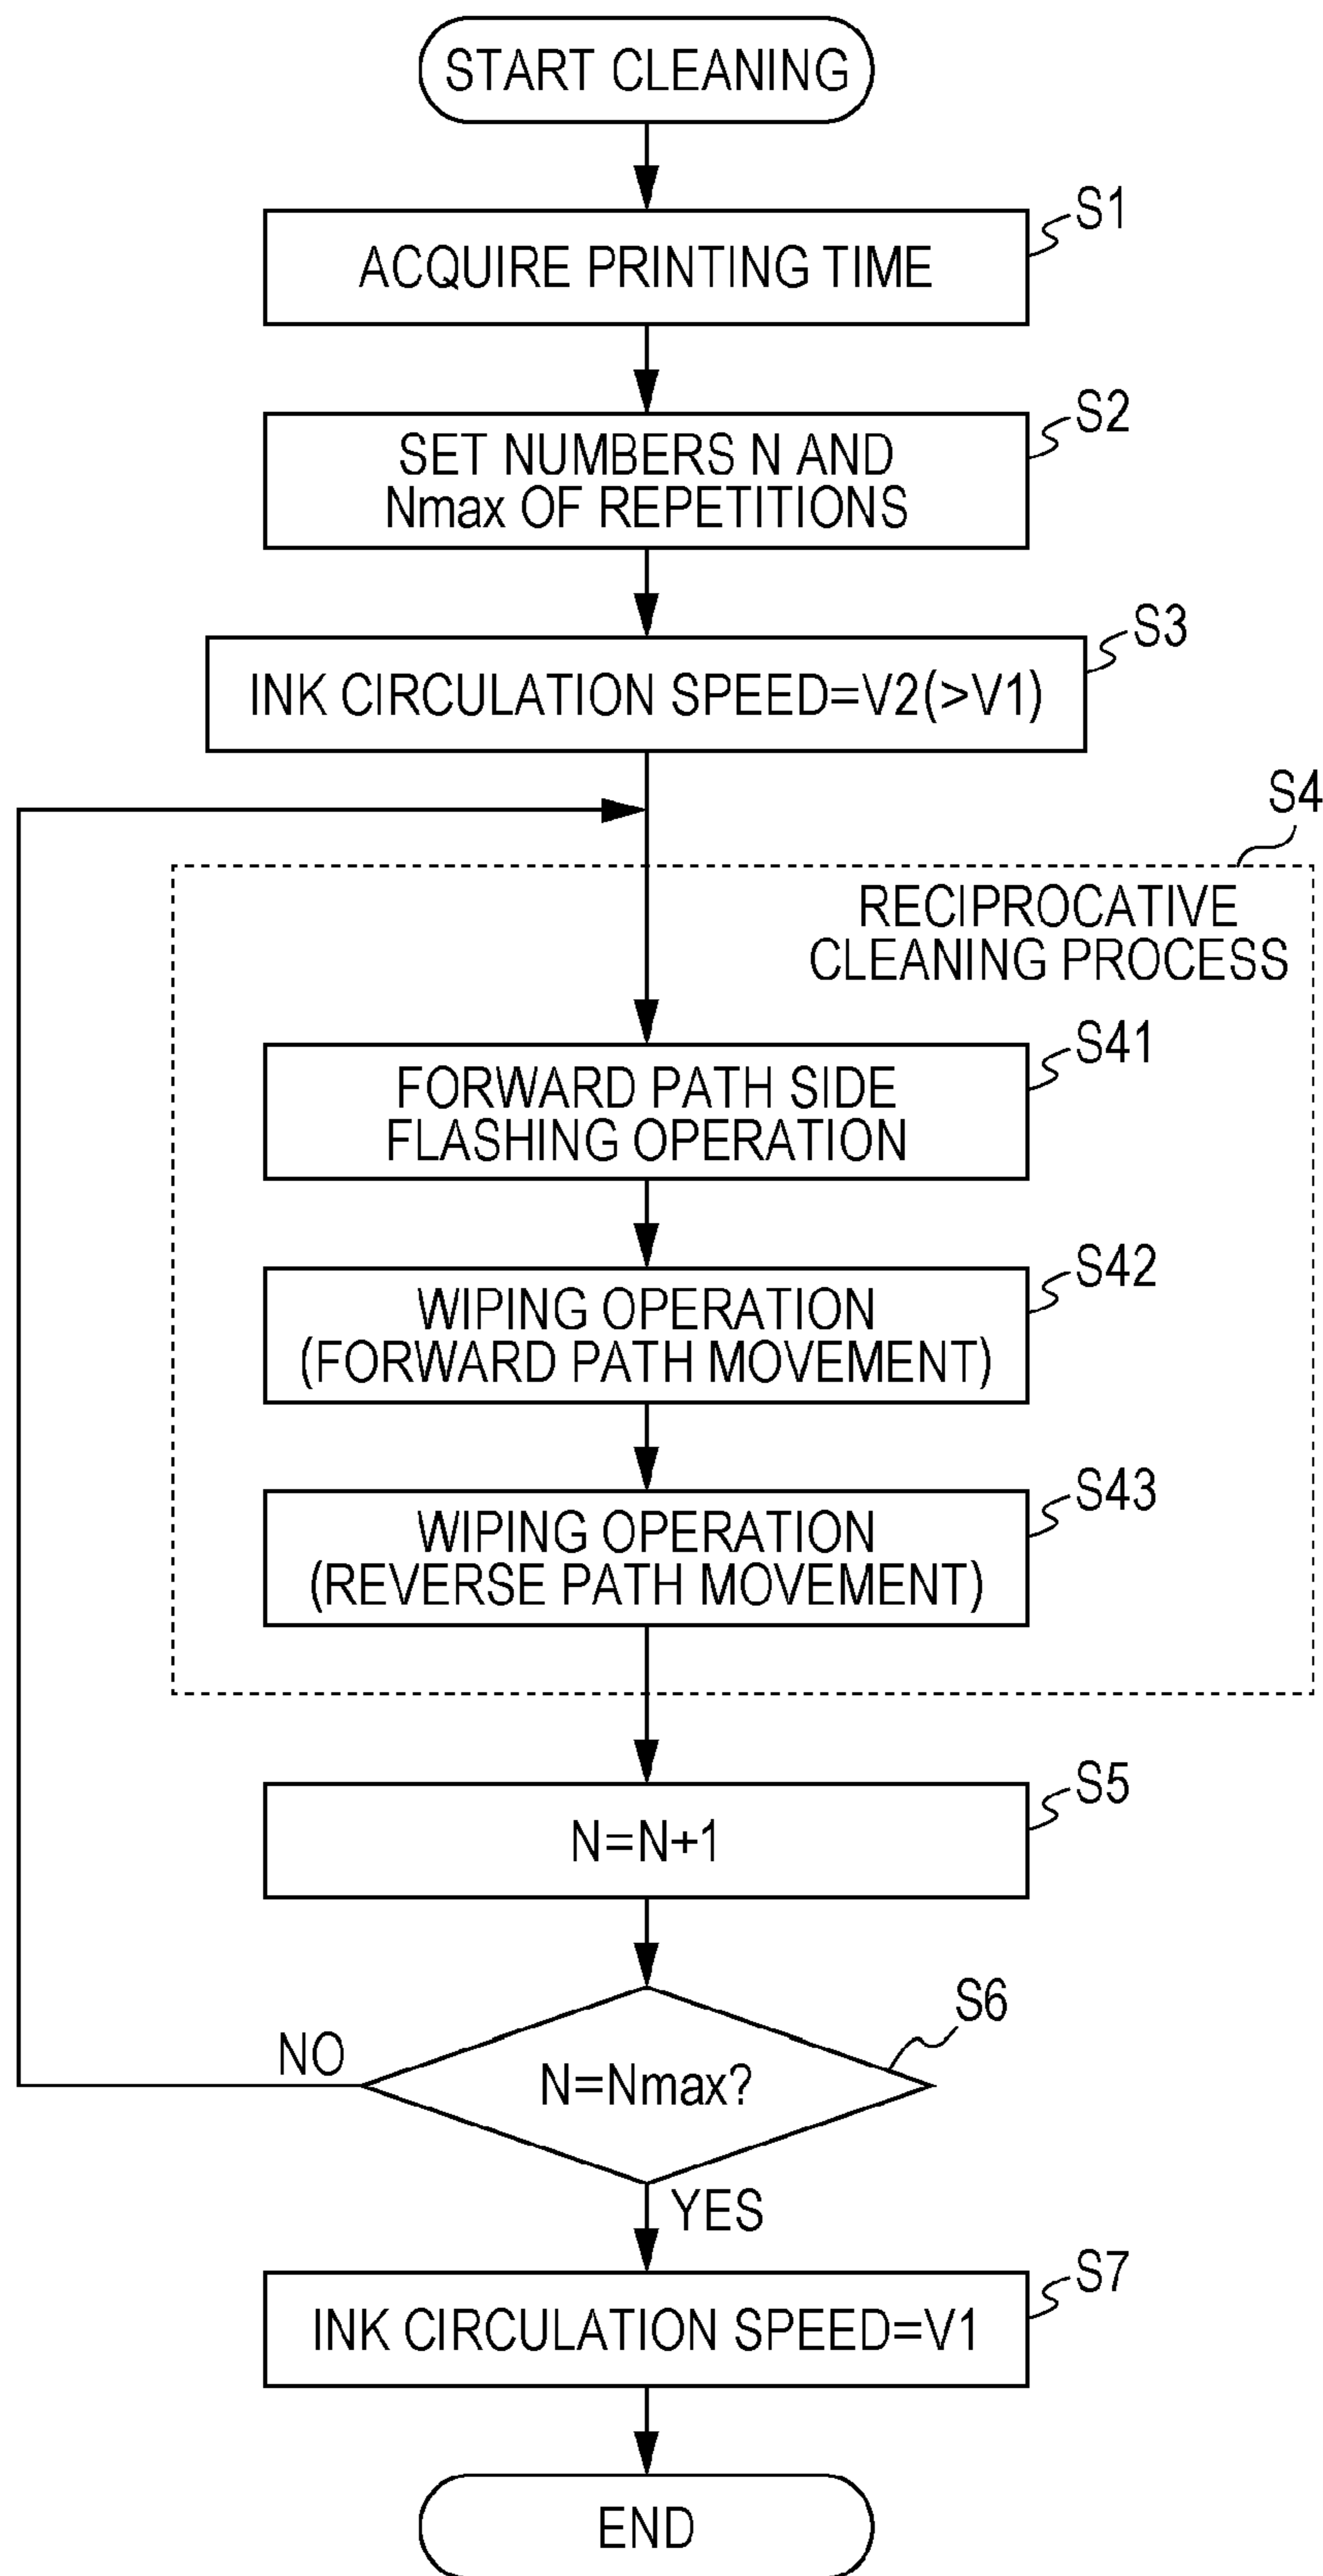 START CLEANING
S1
ACQUIRE PRINTING TIME
S2
SET NUMBERS N AND
Nmax OF REPETITIONS
S3
INK CIRCULATION SPEED=V2(>V1)
S4
RECIPROCATIVE
CLEANING PROCESS
S41
FORWARD PATH SIDE
FLASHING OPERATION
S42
WIPING OPERATION
(FORWARD PATH MOVEMENT)
S43
WIPING OPERATION
(REVERSE PATH MOVEMENT)
S5
N=N+1
S6
NO
N=Nmax?
YES
S7
INK CIRCULATION SPEED=V1
END